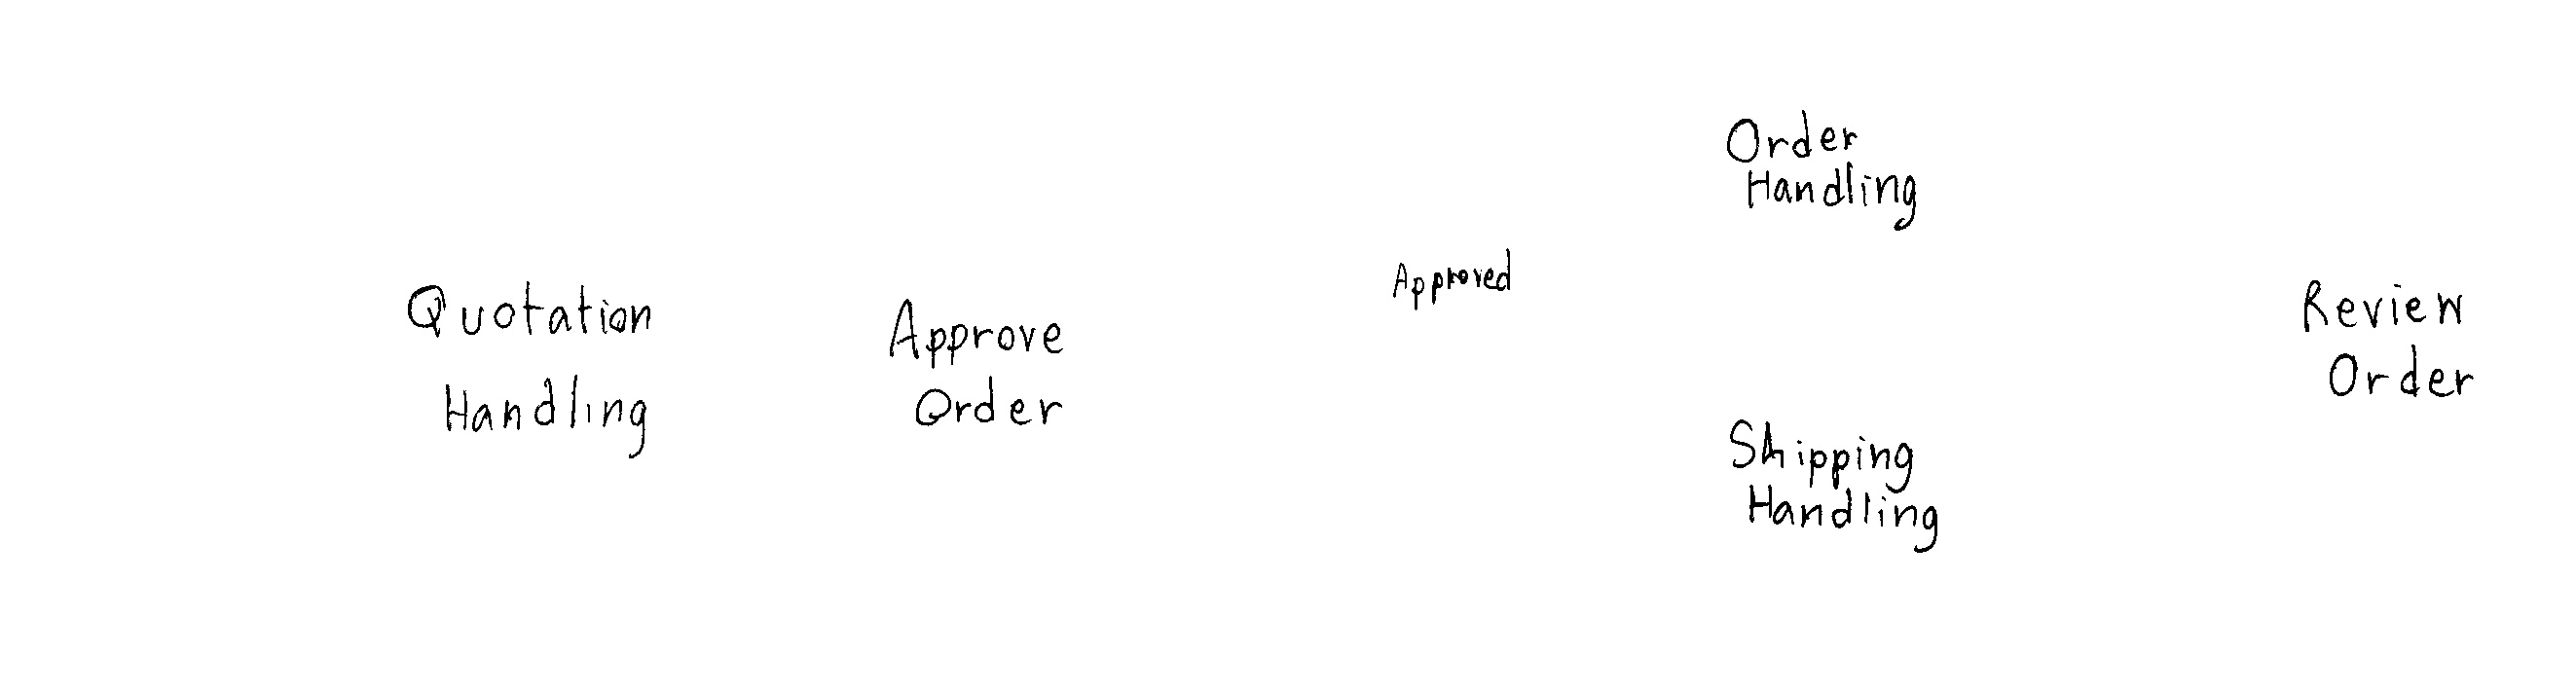 Quotation
Handling
Approve
Order
Approved
Order
Handling
Shipping
Handling
Review
Order